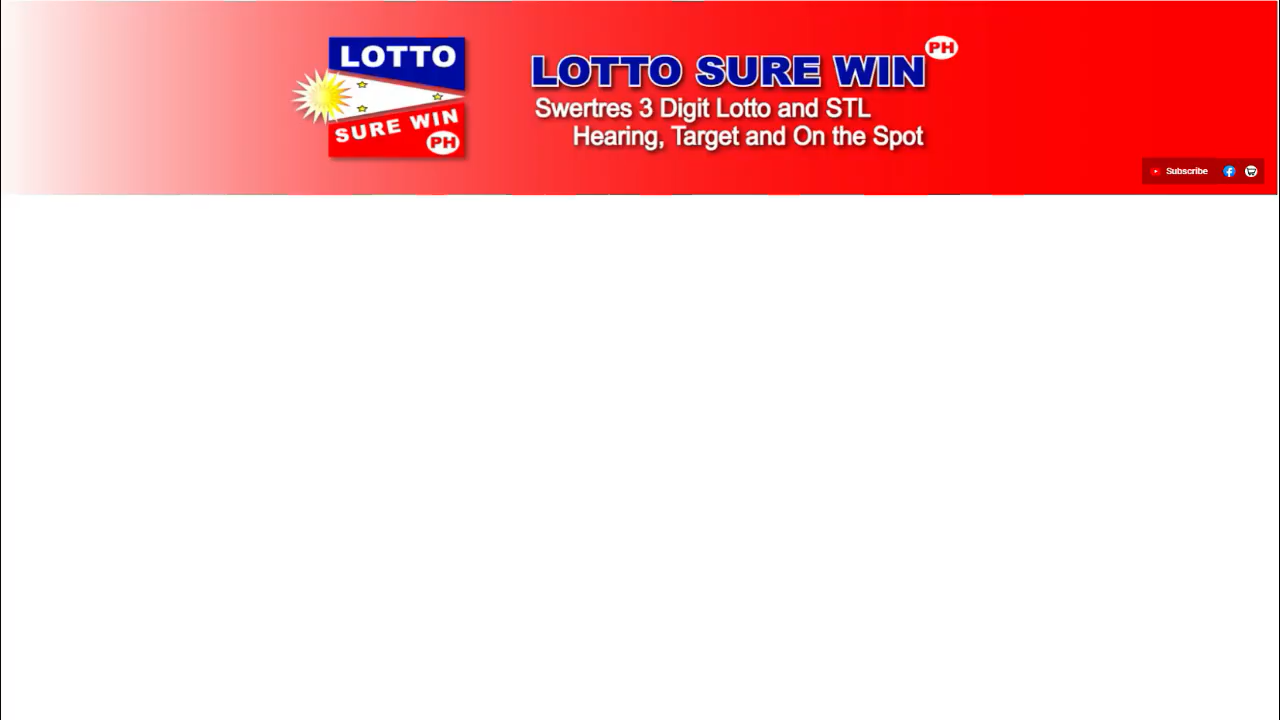 LOTTO
SURE WIN
PH
LOTTO SURE WIN PH
Swertres 3 Digit Lotto and STL
Hearing, Target and On the Spot
Subscribe